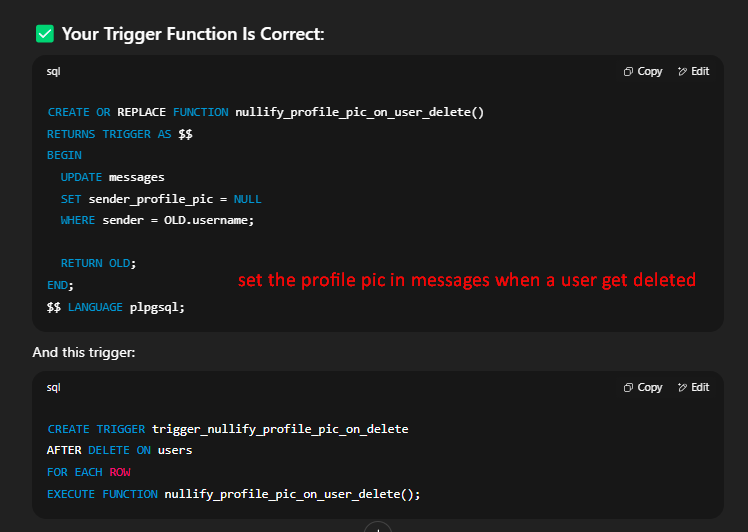 ✅ Your Trigger Function Is Correct:
sql
Copy
Edit
CREATE OR REPLACE FUNCTION nullify_profile_pic_on_user_delete()
RETURNS TRIGGER AS $$
BEGIN
  UPDATE messages
  SET sender_profile_pic = NULL
  WHERE sender = OLD.username;
  RETURN OLD;
set the profile pic in messages when a user get deleted
END;
$$ LANGUAGE plpgsql;
And this trigger:
sql
Copy
Edit
CREATE TRIGGER trigger_nullify_profile_pic_on_delete
AFTER DELETE ON users
FOR EACH ROW
EXECUTE FUNCTION nullify_profile_pic_on_user_delete();